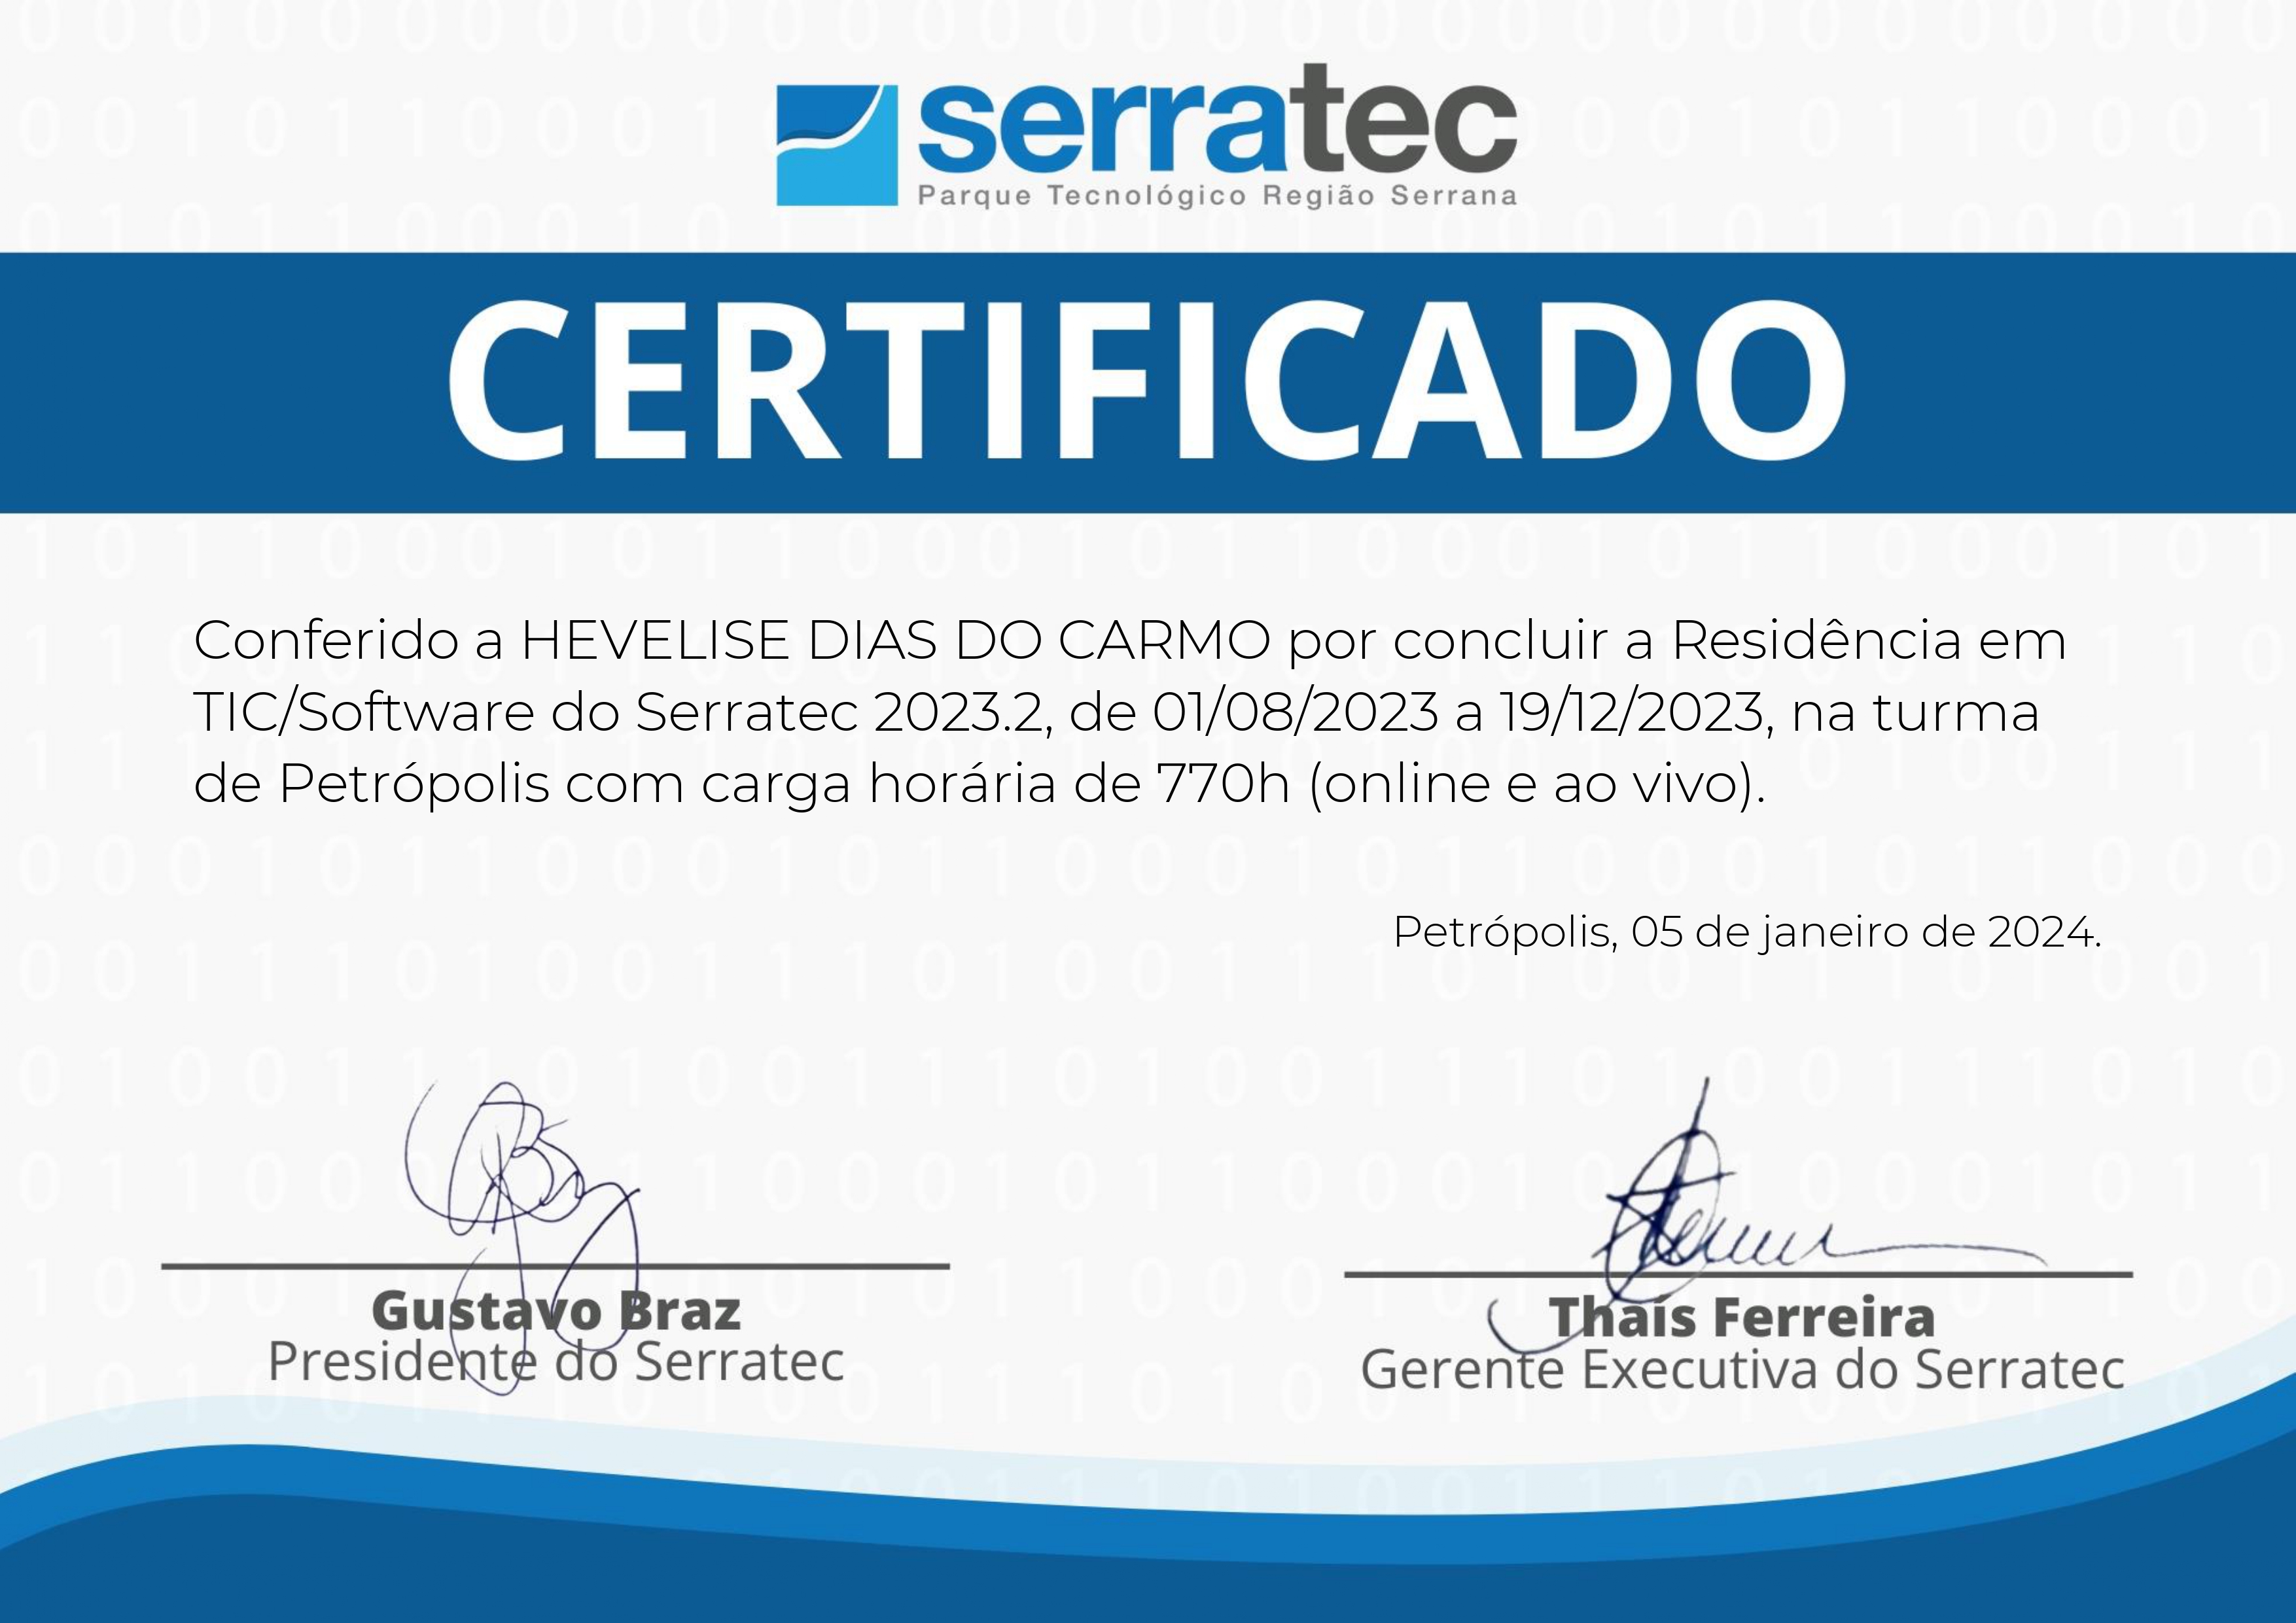 serratec
Parque Tecnológico Região Serrana
CERTIFICADO
Conferido a HEVELISE DIAS DO CARMO por concluir a Residência em
TIC/Software do Serratec 2023.2, de 01/08/2023 a 19/12/2023, na turma
de Petrópolis com carga horária de 770h (online e ao vivo).
Petrópolis, 05 de janeiro de 2024.
Gustavo Braz
Presidente do Serratec
Thaís Ferreira
Gerente Executiva do Serratec